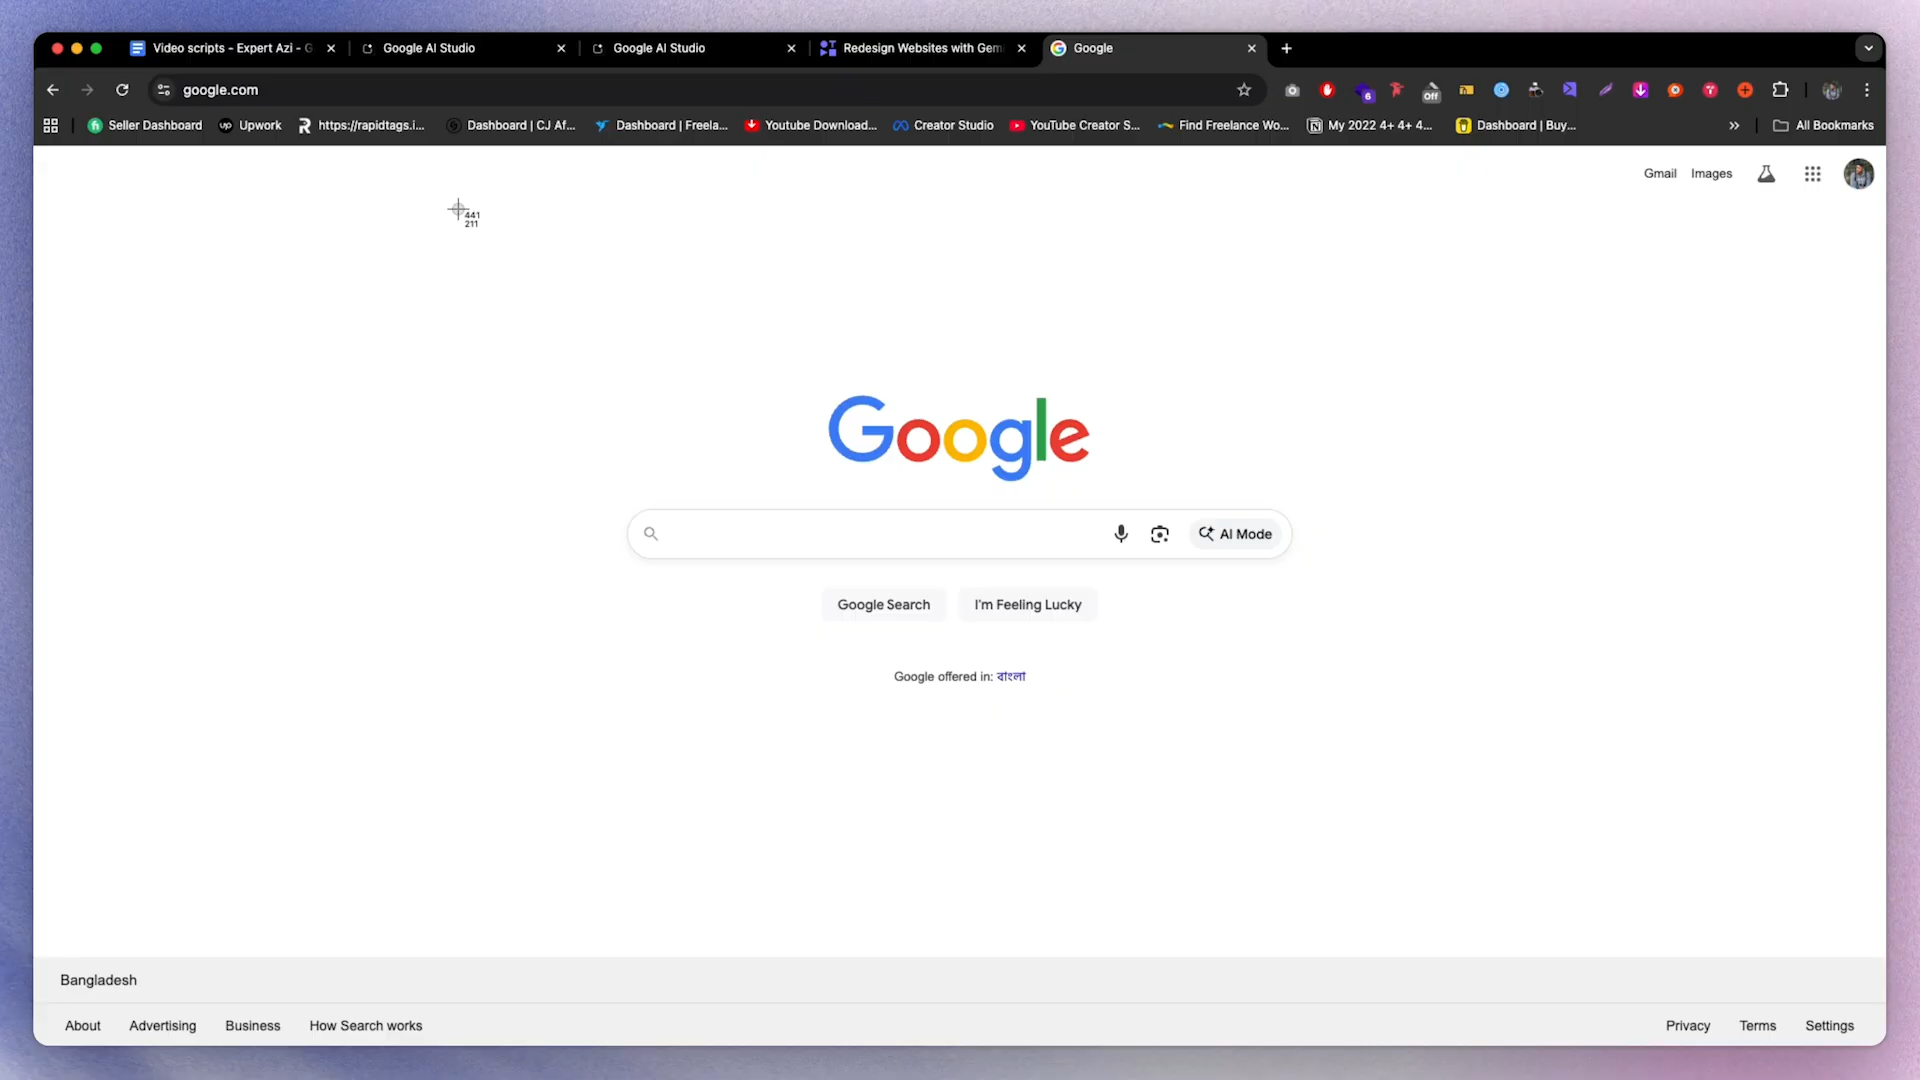 Video scripts - Expert Azi - G
Google AI Studio
Google AI Studio
Redesign Websites with Gem
Google
google.com
6
Off
Seller Dashboard
up Upwork
https://rapidtags.i...
Dashboard | CJ Af...
Dashboard | Freela...
Youtube Download...
Creator Studio
YouTube Creator S...
Find Freelance Wo...
My 2022 4+ 4+ 4...
Dashboard | Buy...
All Bookmarks
Gmail
Images
441
211
Google
AI Mode
Google Search
I'm Feeling Lucky
Google offered in: বাংলা
Bangladesh
About
Advertising
Business
How Search works
Privacy
Terms
Settings